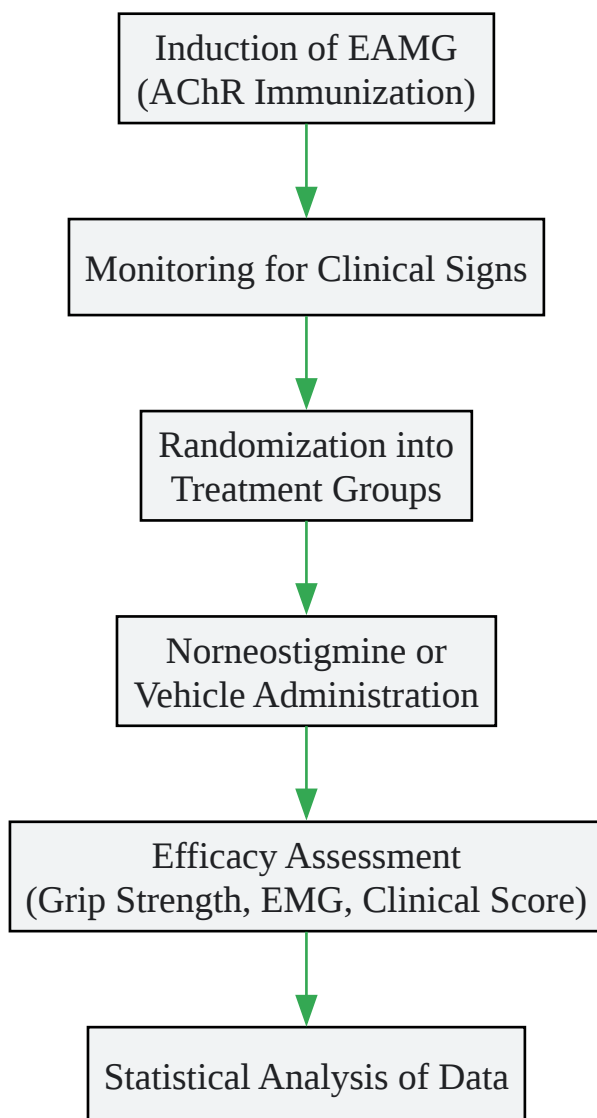 Induction of EAMG
(AChR Immunization)
Monitoring for Clinical Signs
Randomization into
Treatment Groups
Norneostigmine or
Vehicle Administration
Efficacy Assessment
(Grip Strength, EMG, Clinical Score)
Statistical Analysis of Data